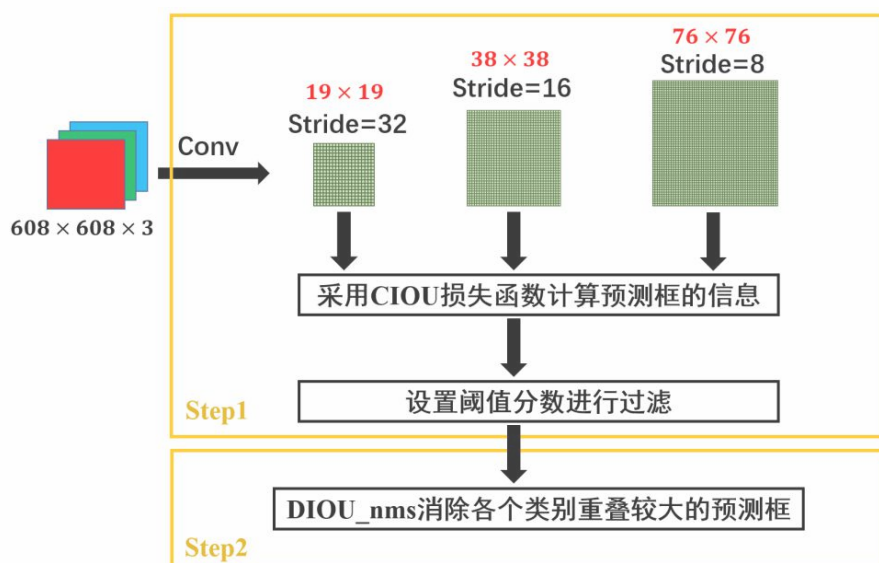 76 × 76
Stride=8
38 × 38
Stride=16
19 × 19
Stride=32
Conv
608 × 608 × 3
采用CIOU损失函数计算预测框的信息
设置阈值分数进行过滤
Step1
DIOU_nms消除各个类别重叠较大的预测框
Step2